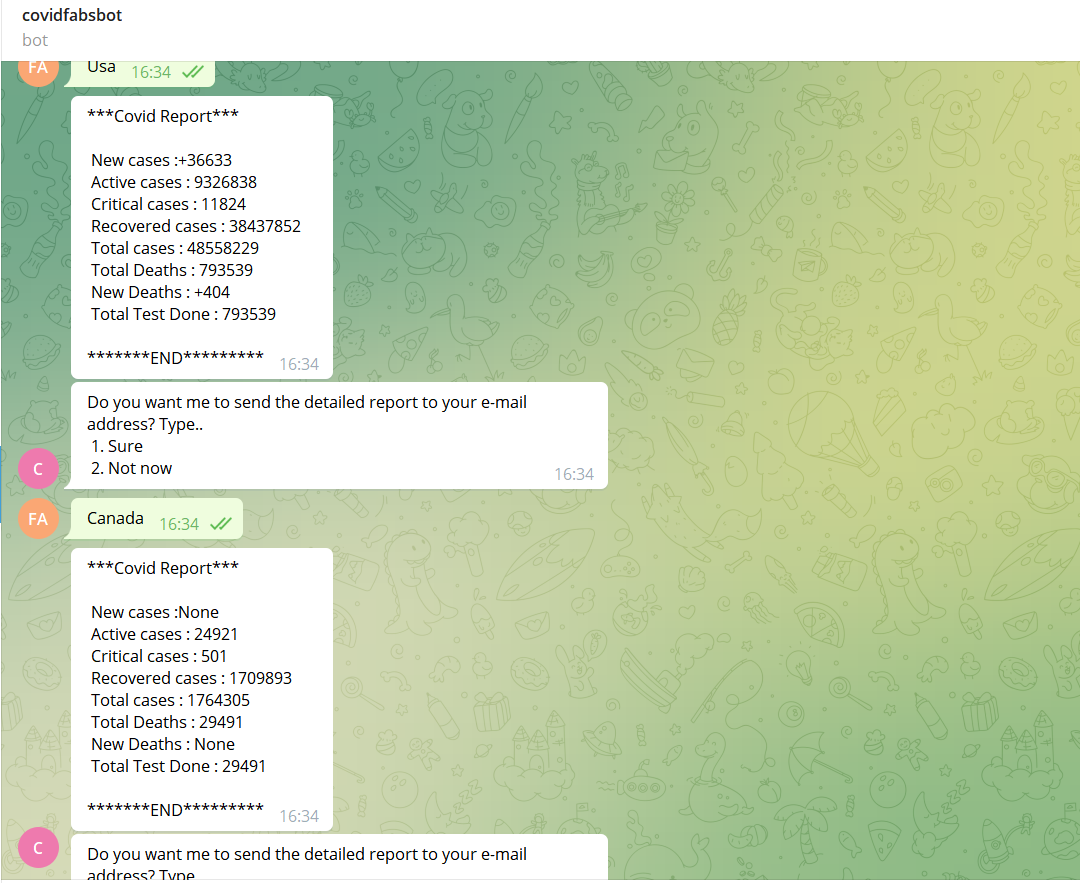 covidfabsbot
bot
FA
Usa 16:34
***Covid Report***
New cases :+36633
Active cases : 9326838
Critical cases : 11824
Recovered cases : 38437852
Total cases : 48558229
Total Deaths : 793539
New Deaths : +404
Total Test Done : 793539
*******END********* 16:34
Do you want me to send the detailed report to your e-mail
address? Type..
1. Sure
2. Not now
16:34
C
FA
Canada 16:34
***Covid Report***
New cases :None
Active cases : 24921
Critical cases : 501
Recovered cases : 1709893
Total cases : 1764305
Total Deaths : 29491
New Deaths : None
Total Test Done : 29491
*******END********* 16:34
C
Do you want me to send the detailed report to your e-mail
address? Type